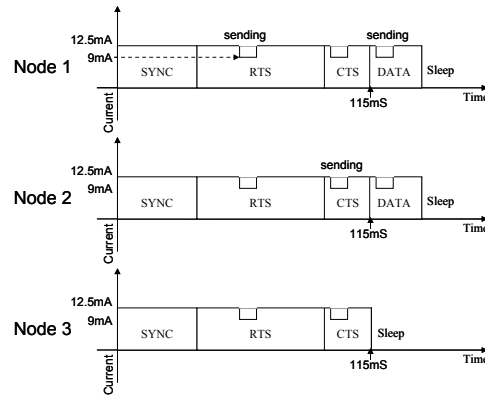 sending sending
12.5mA
Node 1
9mA
SYNC RTS CTS DATA Sleep
Time
115mS
Current
sending
12.5mA
9mA
Node 2
SYNC RTS CTS DATA Sleep
Time
115mS
Current
12.5mA
9mA
Node 3
SYNC RTS CTS Sleep
Time
115mS
Current